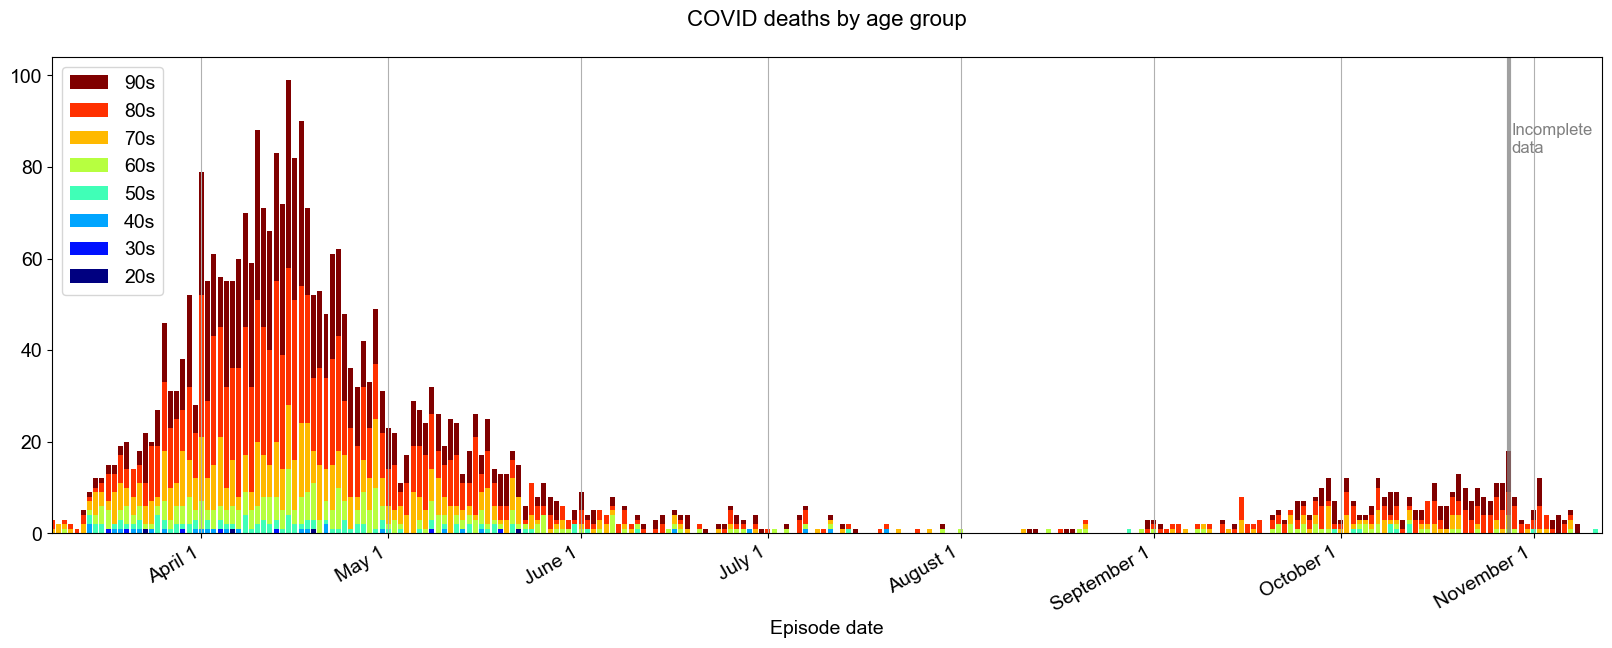 COVID deaths by age group
100
80
60
40
20
0
90s
80s
70s
60s
50s
40s
30s
20s
Incomplete
data
April 1
May 1
June 1
July 1
August 1
September 1
October 1
November 1
Episode date